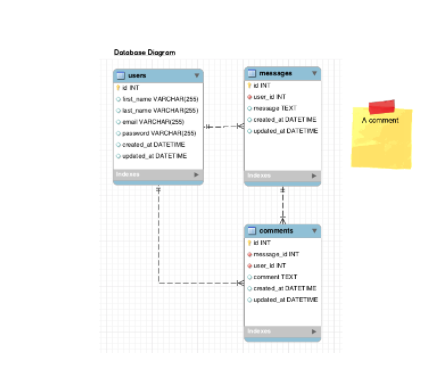 Database Diagram
users
id INT
first_name VARCHAR(255)
last_name VARCHAR(255)
email VARCHAR(255)
password VARCHAR(255)
created_at DATETIME
updated_at DATETIME
Indexes
messages
id INT
user_id INT
message TEXT
created_at DATETIME
updated_at DATETIME
Indexes
A comment
comments
id INT
message_id INT
user_id INT
comment TEXT
created_at DATETIME
updated_at DATETIME
Indexes